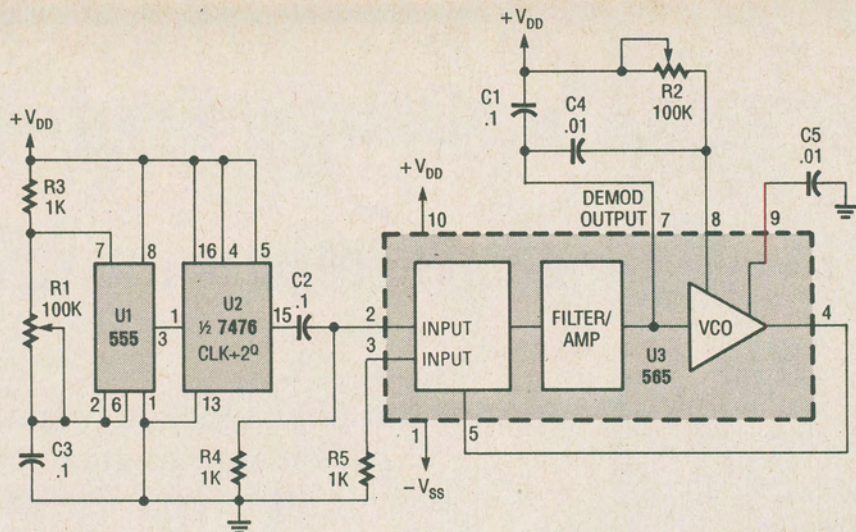 +VDD
R3
1K
7
8
R1
100K
U1
555
3
2
6
1
C3
.1
16
4
5
1
U2
½ 7476
CLK÷2Q
15
13
C2
.1
R4
1K
R5
1K
+VDD
C1
.1
C4
.01
R2
100K
C5
.01
+VDD
10
DEMOD
OUTPUT
7
8
9
2
INPUT
3
INPUT
FILTER/
AMP
VCO
4
U3
565
1
5
−VSS